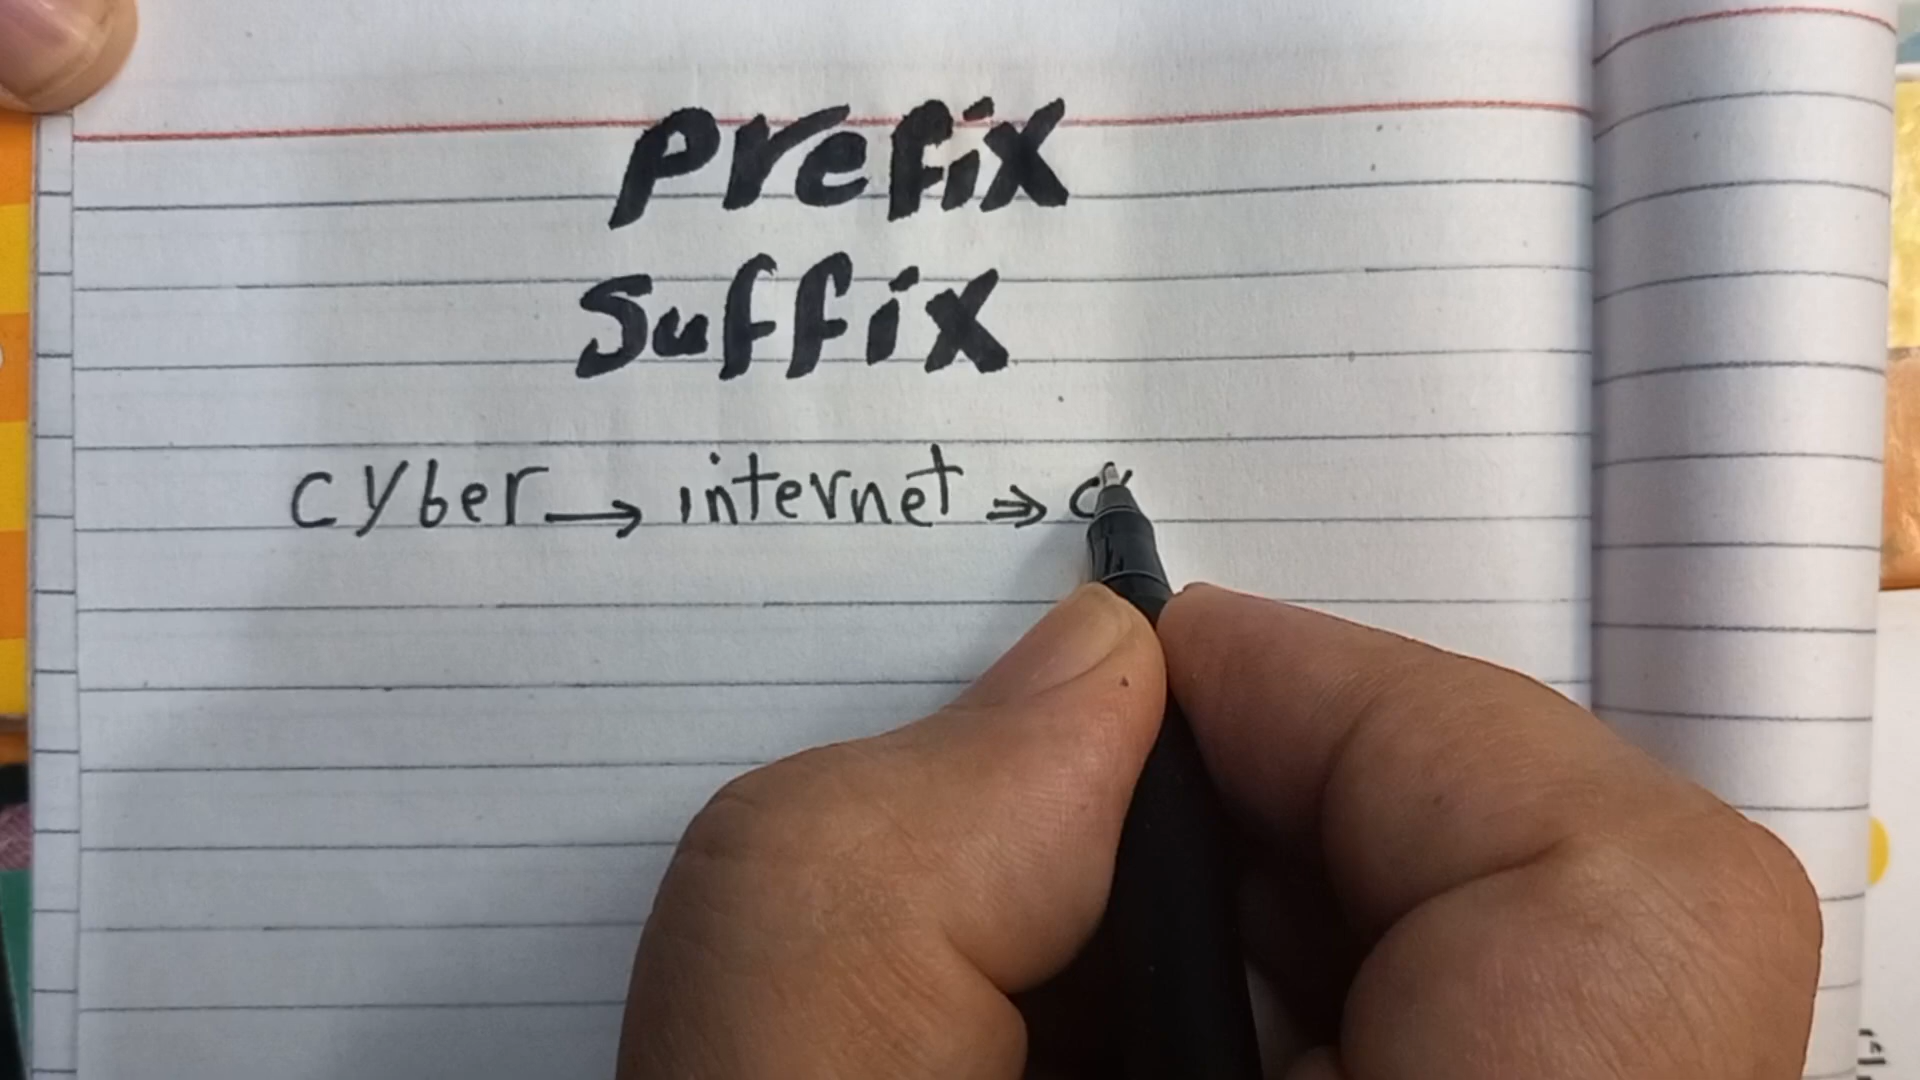 Prefix
Suffix
cyber → internet ⇒